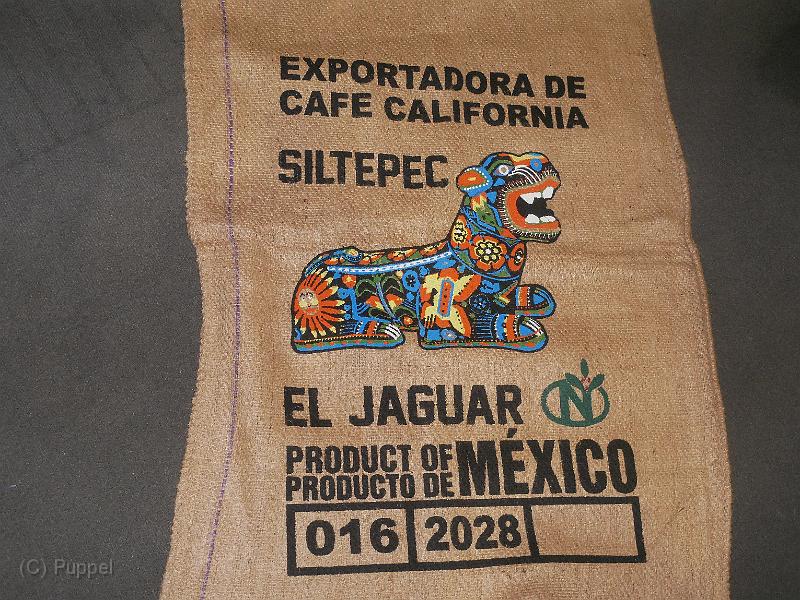 EXPORTADORA DE
CAFE CALIFORNIA
SILTEPEC
EL JAGUAR N
PRODUCT OF
PRODUCTO DE MÉXICO
016 2028
(C) Puppel